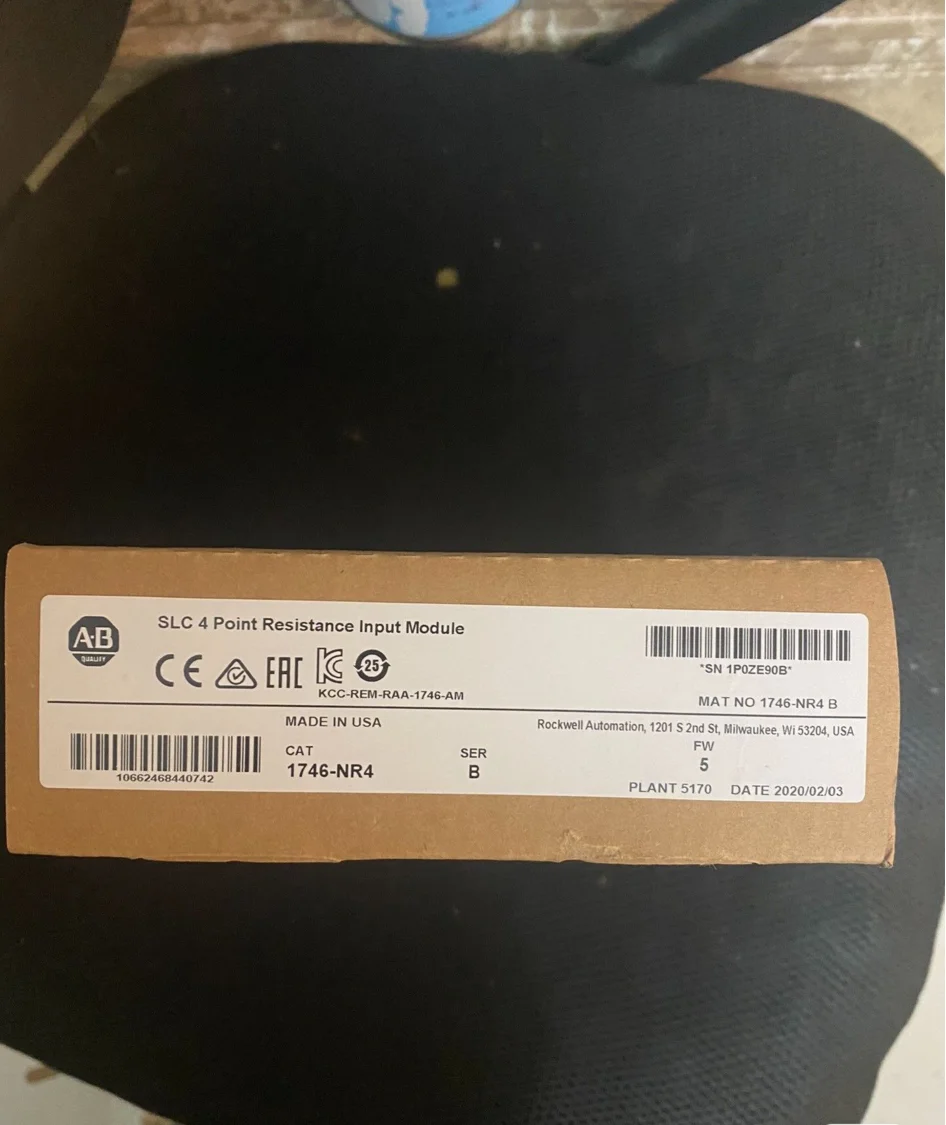 A·B
QUALITY
SLC 4 Point Resistance Input Module
CE EAC 25
KCC-REM-RAA-1746-AM
*SN 1P0ZE90B*
MAT NO 1746-NR4 B
MADE IN USA
Rockwell Automation, 1201 S 2nd St, Milwaukee, Wi 53204, USA
10662468440742
CAT
1746-NR4
SER
B
FW
5
PLANT 5170 DATE 2020/02/03